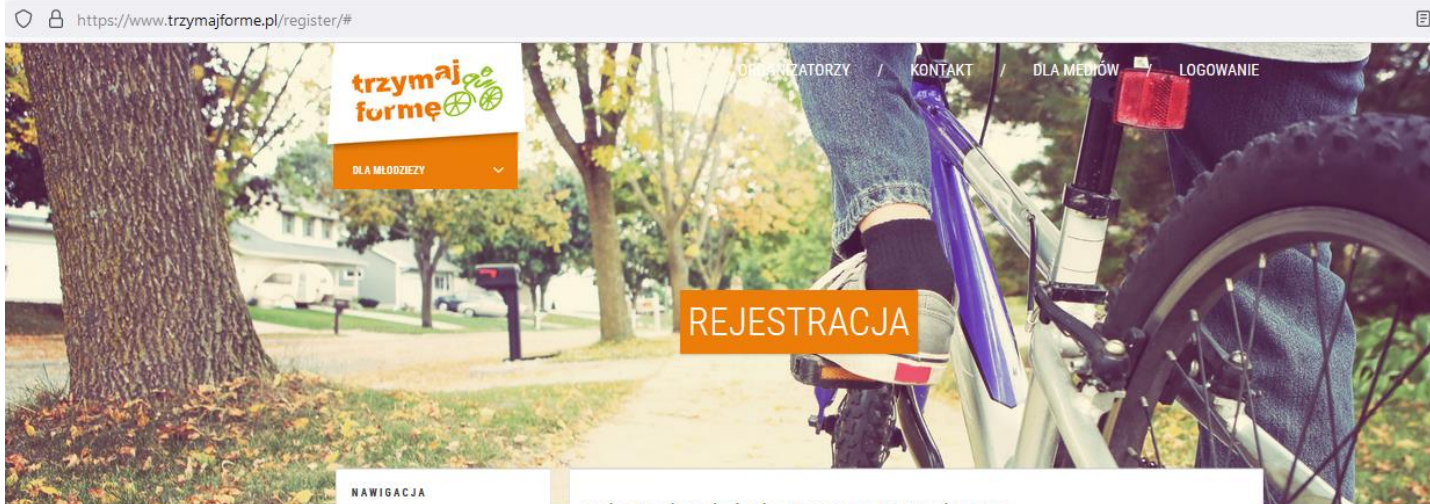 https://www.trzymajforme.pl/register/#
trzymaj
formę
ORGANIZATORZY / KONTAKT / DLA MEDIÓW / LOGOWANIE
DLA MŁODZIEZY
REJESTRACJA
NAWIGACJA